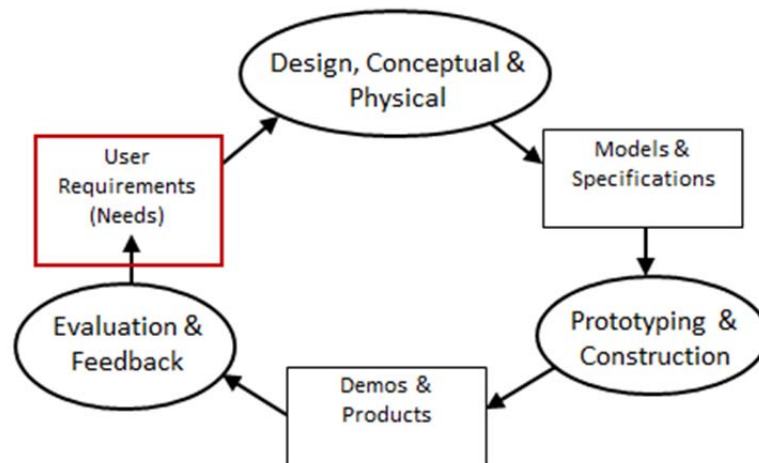 Design, Conceptual &
Physical
User
Requirements
(Needs)
Models &
Specifications
Prototyping &
Construction
Demos &
Products
Evaluation &
Feedback